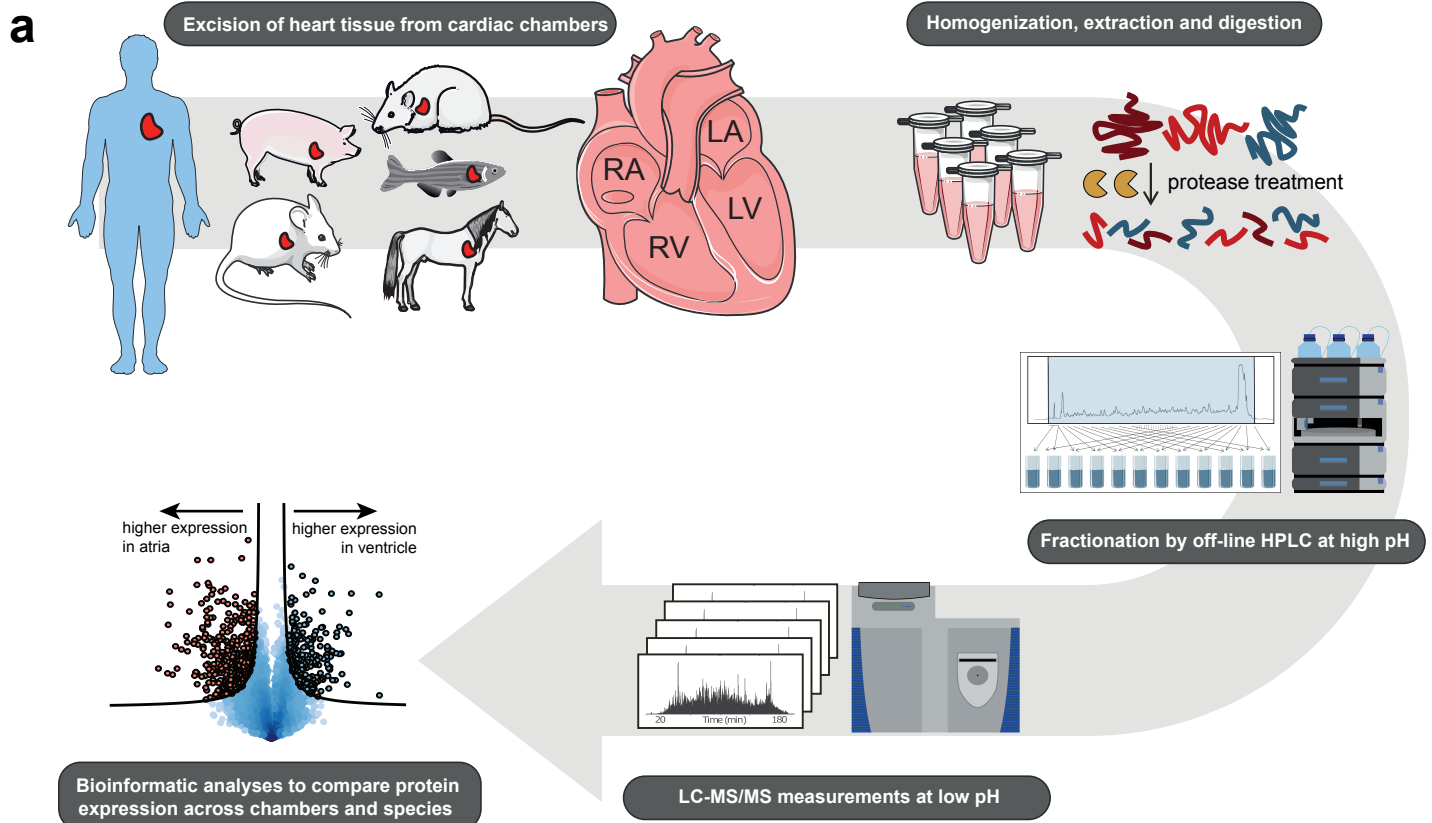 a
Excision of heart tissue from cardiac chambers
Homogenization, extraction and digestion
LA
RA
LV
RV
protease treatment
Fractionation by off-line HPLC at high pH
higher expression
in atria
higher expression
in ventricle
20 Time (min) 180
LC-MS/MS measurements at low pH
Bioinformatic analyses to compare protein
expression across chambers and species